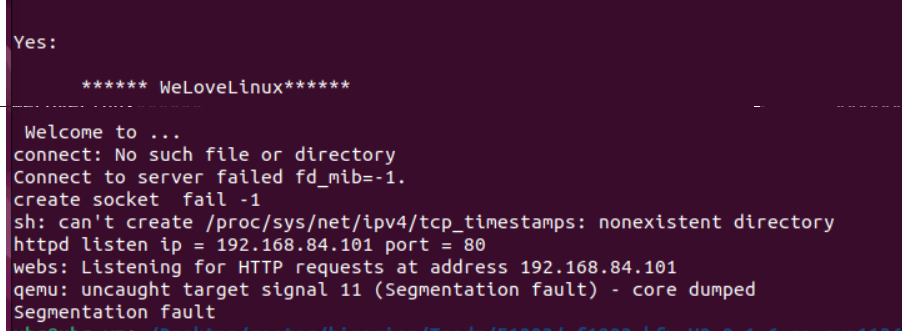 Yes:
****** WeLoveLinux******
Welcome to ...
connect: No such file or directory
Connect to server failed fd_mib=-1.
create socket  fail -1
sh: can't create /proc/sys/net/ipv4/tcp_timestamps: nonexistent directory
httpd listen ip = 192.168.84.101 port = 80
webs: Listening for HTTP requests at address 192.168.84.101
qemu: uncaught target signal 11 (Segmentation fault) - core dumped
Segmentation fault